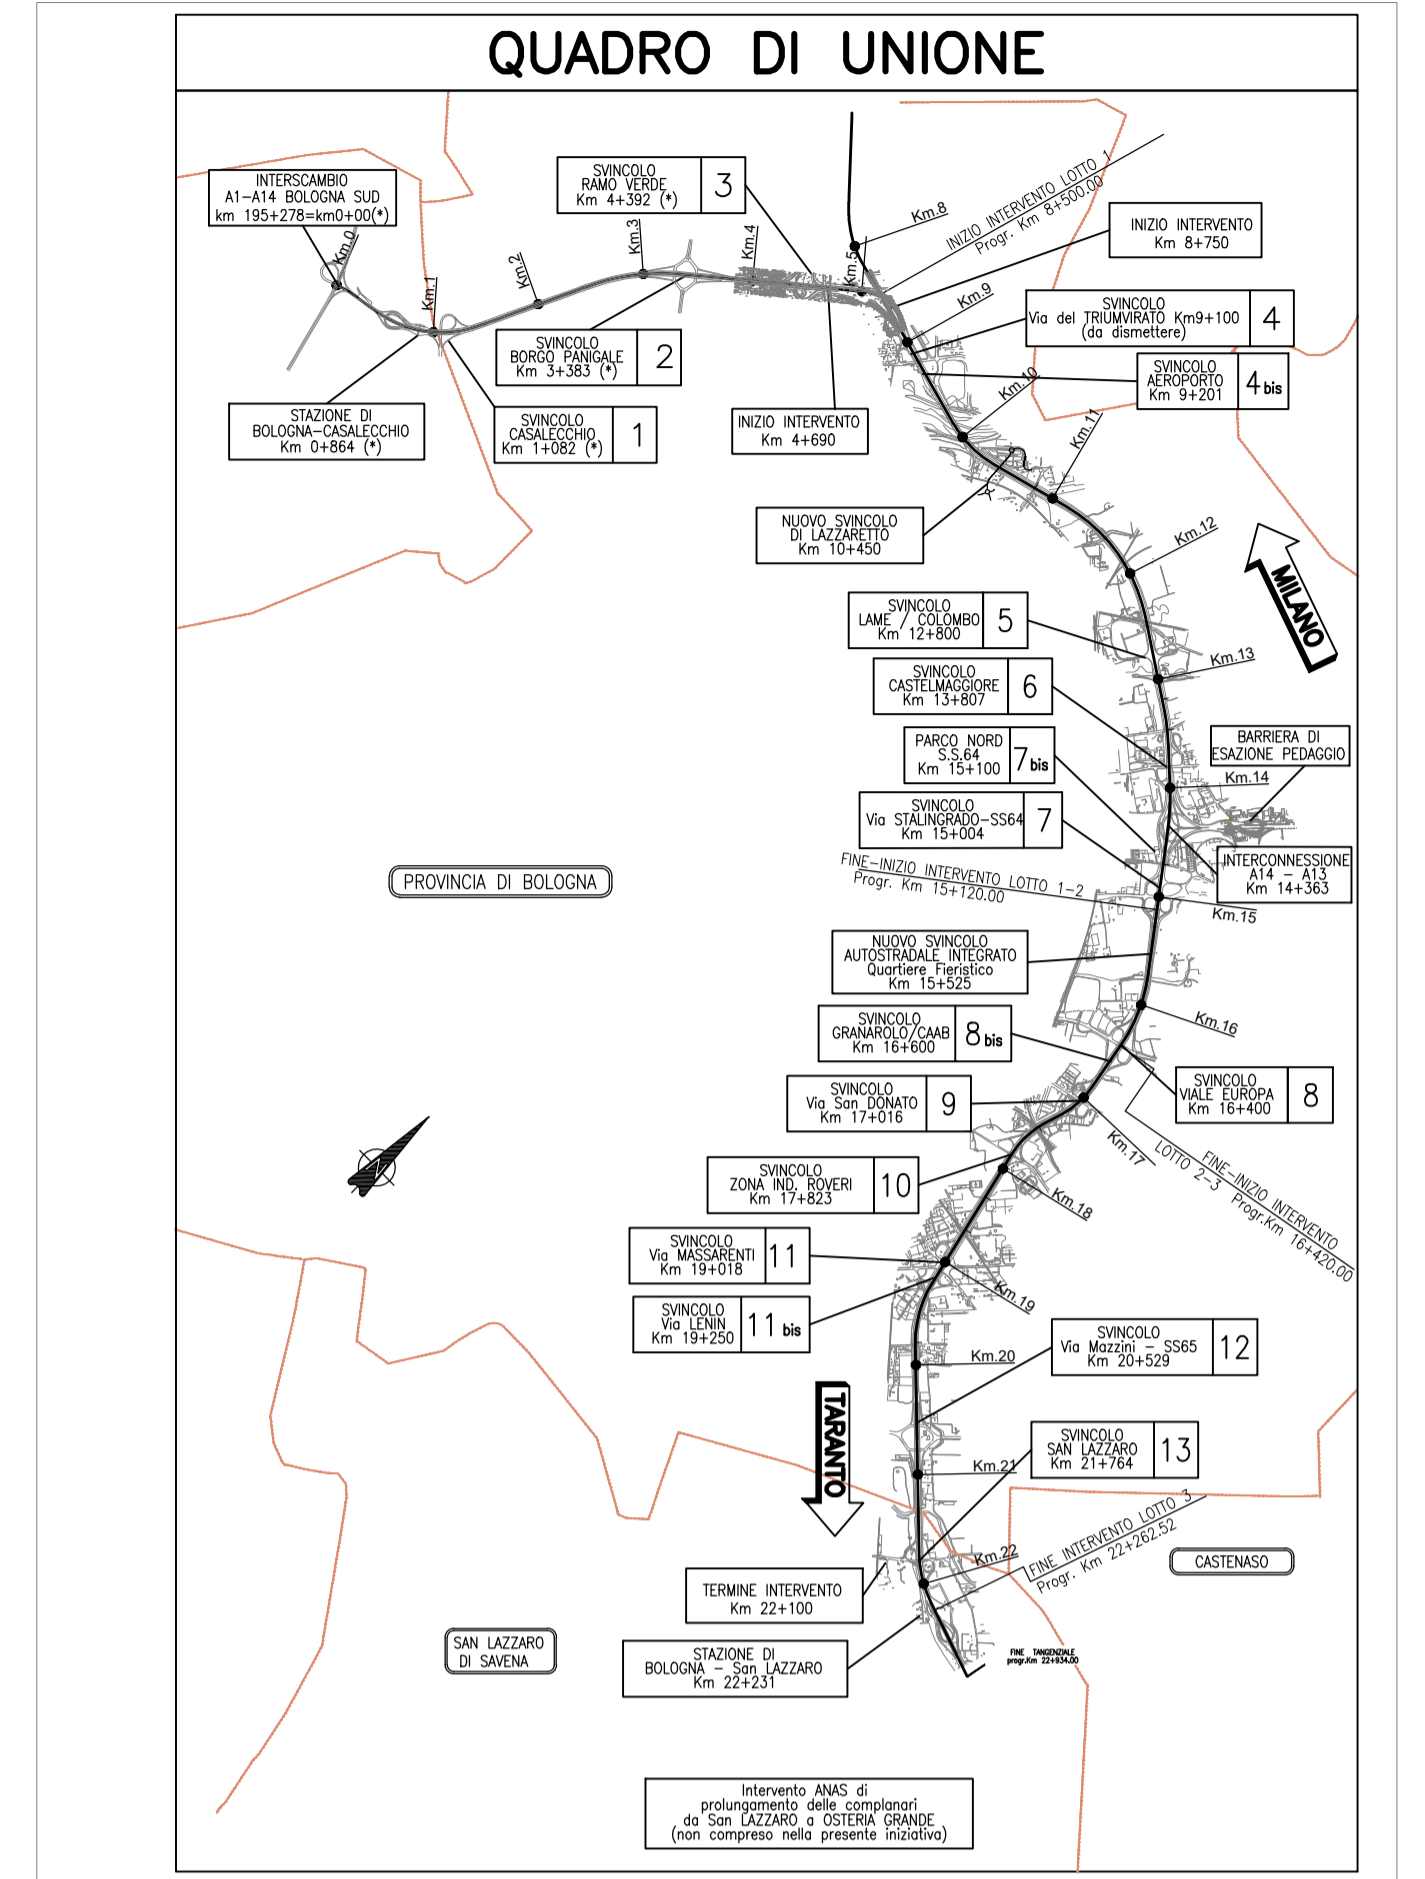 QUADRO DI UNIONE
INTERSCAMBIO
A1-A14 BOLOGNA SUD
km 195+278=km0+00(*)
SVINCOLO
RAMO VERDE
Km 4+392 (*)
3
Km.0
Km.1
Km.2
Km.3
Km.4
Km.5
Km.8
INIZIO INTERVENTO LOTTO 1
Progr. Km 8+500.00
INIZIO INTERVENTO
Km 8+750
Km.9
SVINCOLO
Via del TRIUMVIRATO Km9+100
(da dismettere)
4
SVINCOLO
BORGO PANIGALE
Km 3+383 (*)
2
SVINCOLO
AEROPORTO
Km 9+201
4 bis
Km.10
STAZIONE DI
BOLOGNA-CASALECCHIO
Km 0+864 (*)
SVINCOLO
CASALECCHIO
Km 1+082 (*)
1
INIZIO INTERVENTO
Km 4+690
Km.11
NUOVO SVINCOLO
DI LAZZARETTO
Km 10+450
Km.12
MILANO
SVINCOLO
LAME / COLOMBO
Km 12+800
5
Km.13
SVINCOLO
CASTELMAGGIORE
Km 13+807
6
PARCO NORD
S.S.64
Km 15+100
7 bis
BARRIERA DI
ESAZIONE PEDAGGIO
Km.14
SVINCOLO
Via STALINGRADO-SS64
Km 15+004
7
INTERCONNESSIONE
A14 - A13
Km 14+363
FINE-INIZIO INTERVENTO LOTTO 1-2
Progr. Km 15+120.00
Km.15
PROVINCIA DI BOLOGNA
NUOVO SVINCOLO
AUTOSTRADALE INTEGRATO
Quartiere Fieristico
Km 15+525
Km.16
SVINCOLO
GRANAROLO/CAAB
Km 16+600
8 bis
SVINCOLO
VIALE EUROPA
Km 16+400
8
SVINCOLO
Via San DONATO
Km 17+016
9
Km.17
FINE-INIZIO INTERVENTO
LOTTO 2-3 Progr.Km 16+420.00
SVINCOLO
ZONA IND. ROVERI
Km 17+823
10
Km.18
SVINCOLO
Via MASSARENTI
Km 19+018
11
Km.19
SVINCOLO
Via LENIN
Km 19+250
11 bis
Km.20
SVINCOLO
Via Mazzini - SS65
Km 20+529
12
TARANTO
SVINCOLO
SAN LAZZARO
Km 21+764
13
Km.21
FINE INTERVENTO LOTTO 3
Progr. Km 22+262.52
Km.22
CASTENASO
TERMINE INTERVENTO
Km 22+100
SAN LAZZARO
DI SAVENA
STAZIONE DI
BOLOGNA - San LAZZARO
Km 22+231
FINE TANGENZIALE
progr.Km 22+934.00
Intervento ANAS di
prolungamento delle complanari
da San LAZZARO a OSTERIA GRANDE
(non compreso nella presente iniziativa)